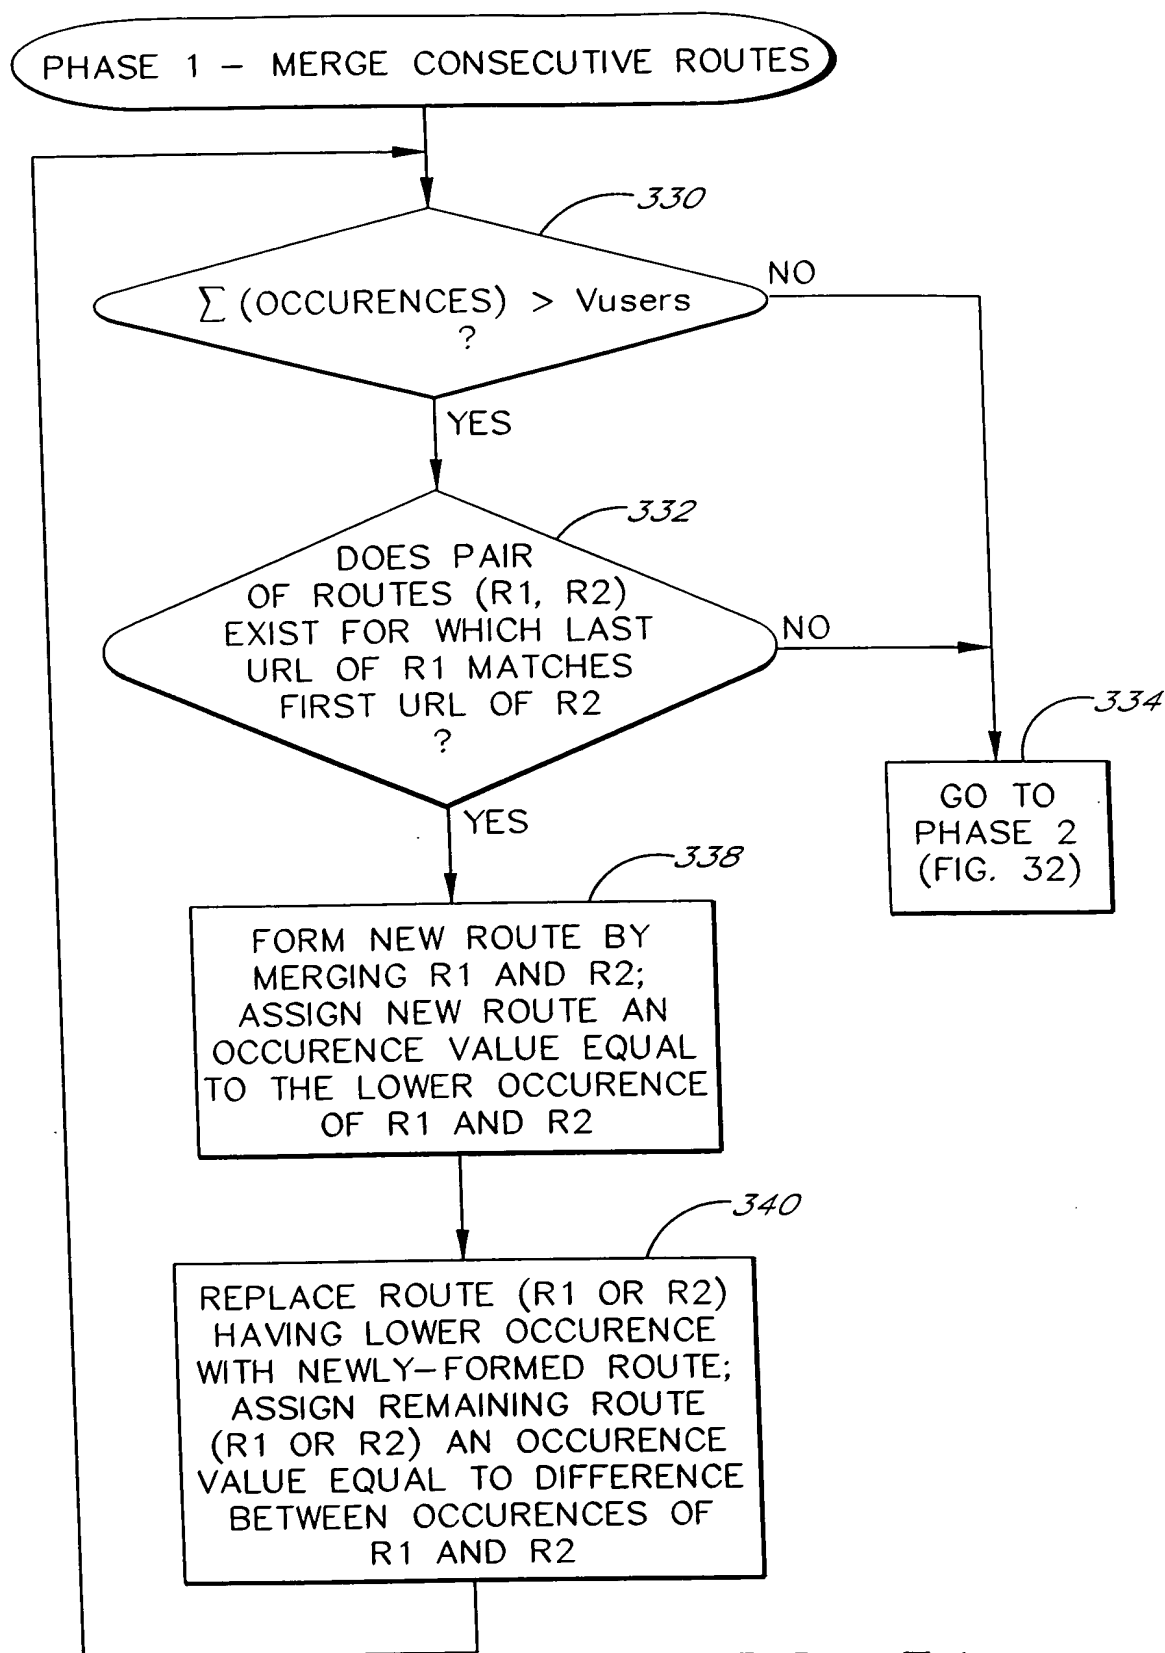 PHASE 1 – MERGE CONSECUTIVE ROUTES
330
∑ (OCCURENCES) > Vusers
?
NO
YES
332
DOES PAIR
OF ROUTES (R1, R2)
EXIST FOR WHICH LAST
URL OF R1 MATCHES
FIRST URL OF R2
?
NO
YES
334
GO TO
PHASE 2
(FIG. 32)
338
FORM NEW ROUTE BY
MERGING R1 AND R2;
ASSIGN NEW ROUTE AN
OCCURENCE VALUE EQUAL
TO THE LOWER OCCURENCE
OF R1 AND R2
340
REPLACE ROUTE (R1 OR R2)
HAVING LOWER OCCURENCE
WITH NEWLY–FORMED ROUTE;
ASSIGN REMAINING ROUTE
(R1 OR R2) AN OCCURENCE
VALUE EQUAL TO DIFFERENCE
BETWEEN OCCURENCES OF
R1 AND R2